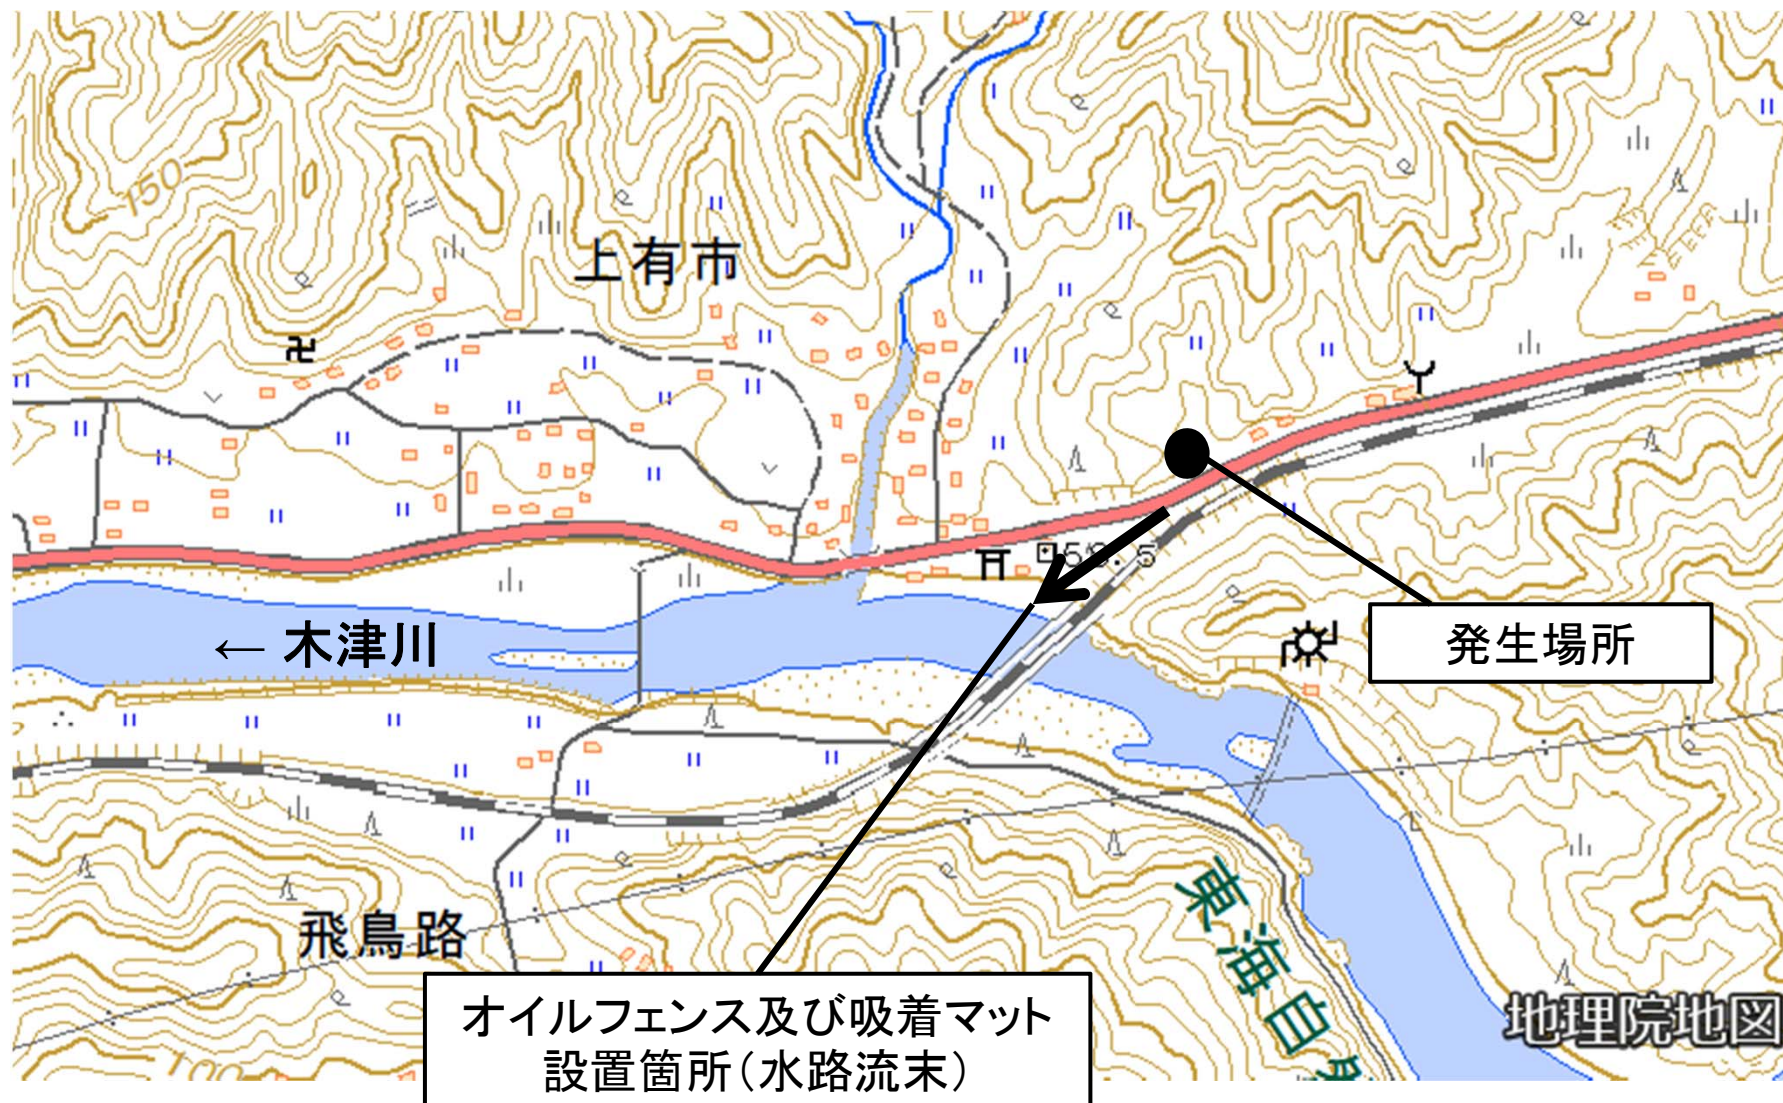 150
上有市
← 木津川
発生場所
飛鳥路
東海自
オイルフェンス及び吸着マット
設置箇所（水路流末）
地理院地図